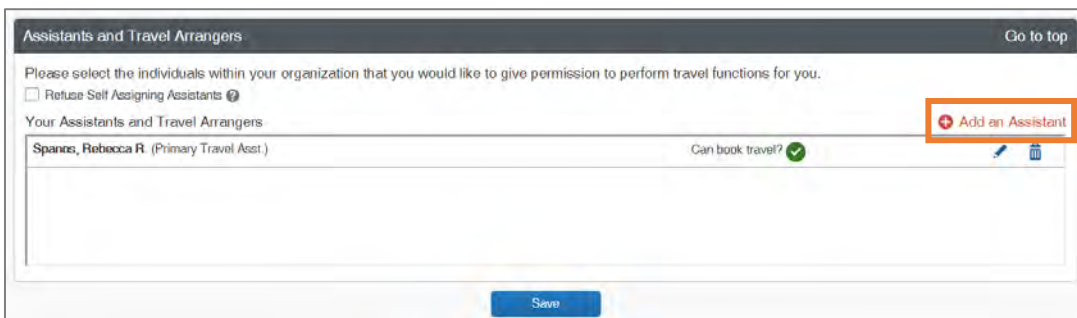 Assistants and Travel Arrangers Go to top
Please select the individuals within your organization that you would like to give permission to perform travel functions for you.
Refuse Self Assigning Assistants ?
Your Assistants and Travel Arrangers Add an Assistant
Spanos, Rebecca R. (Primary Travel Asst.) Can book travel?
Save